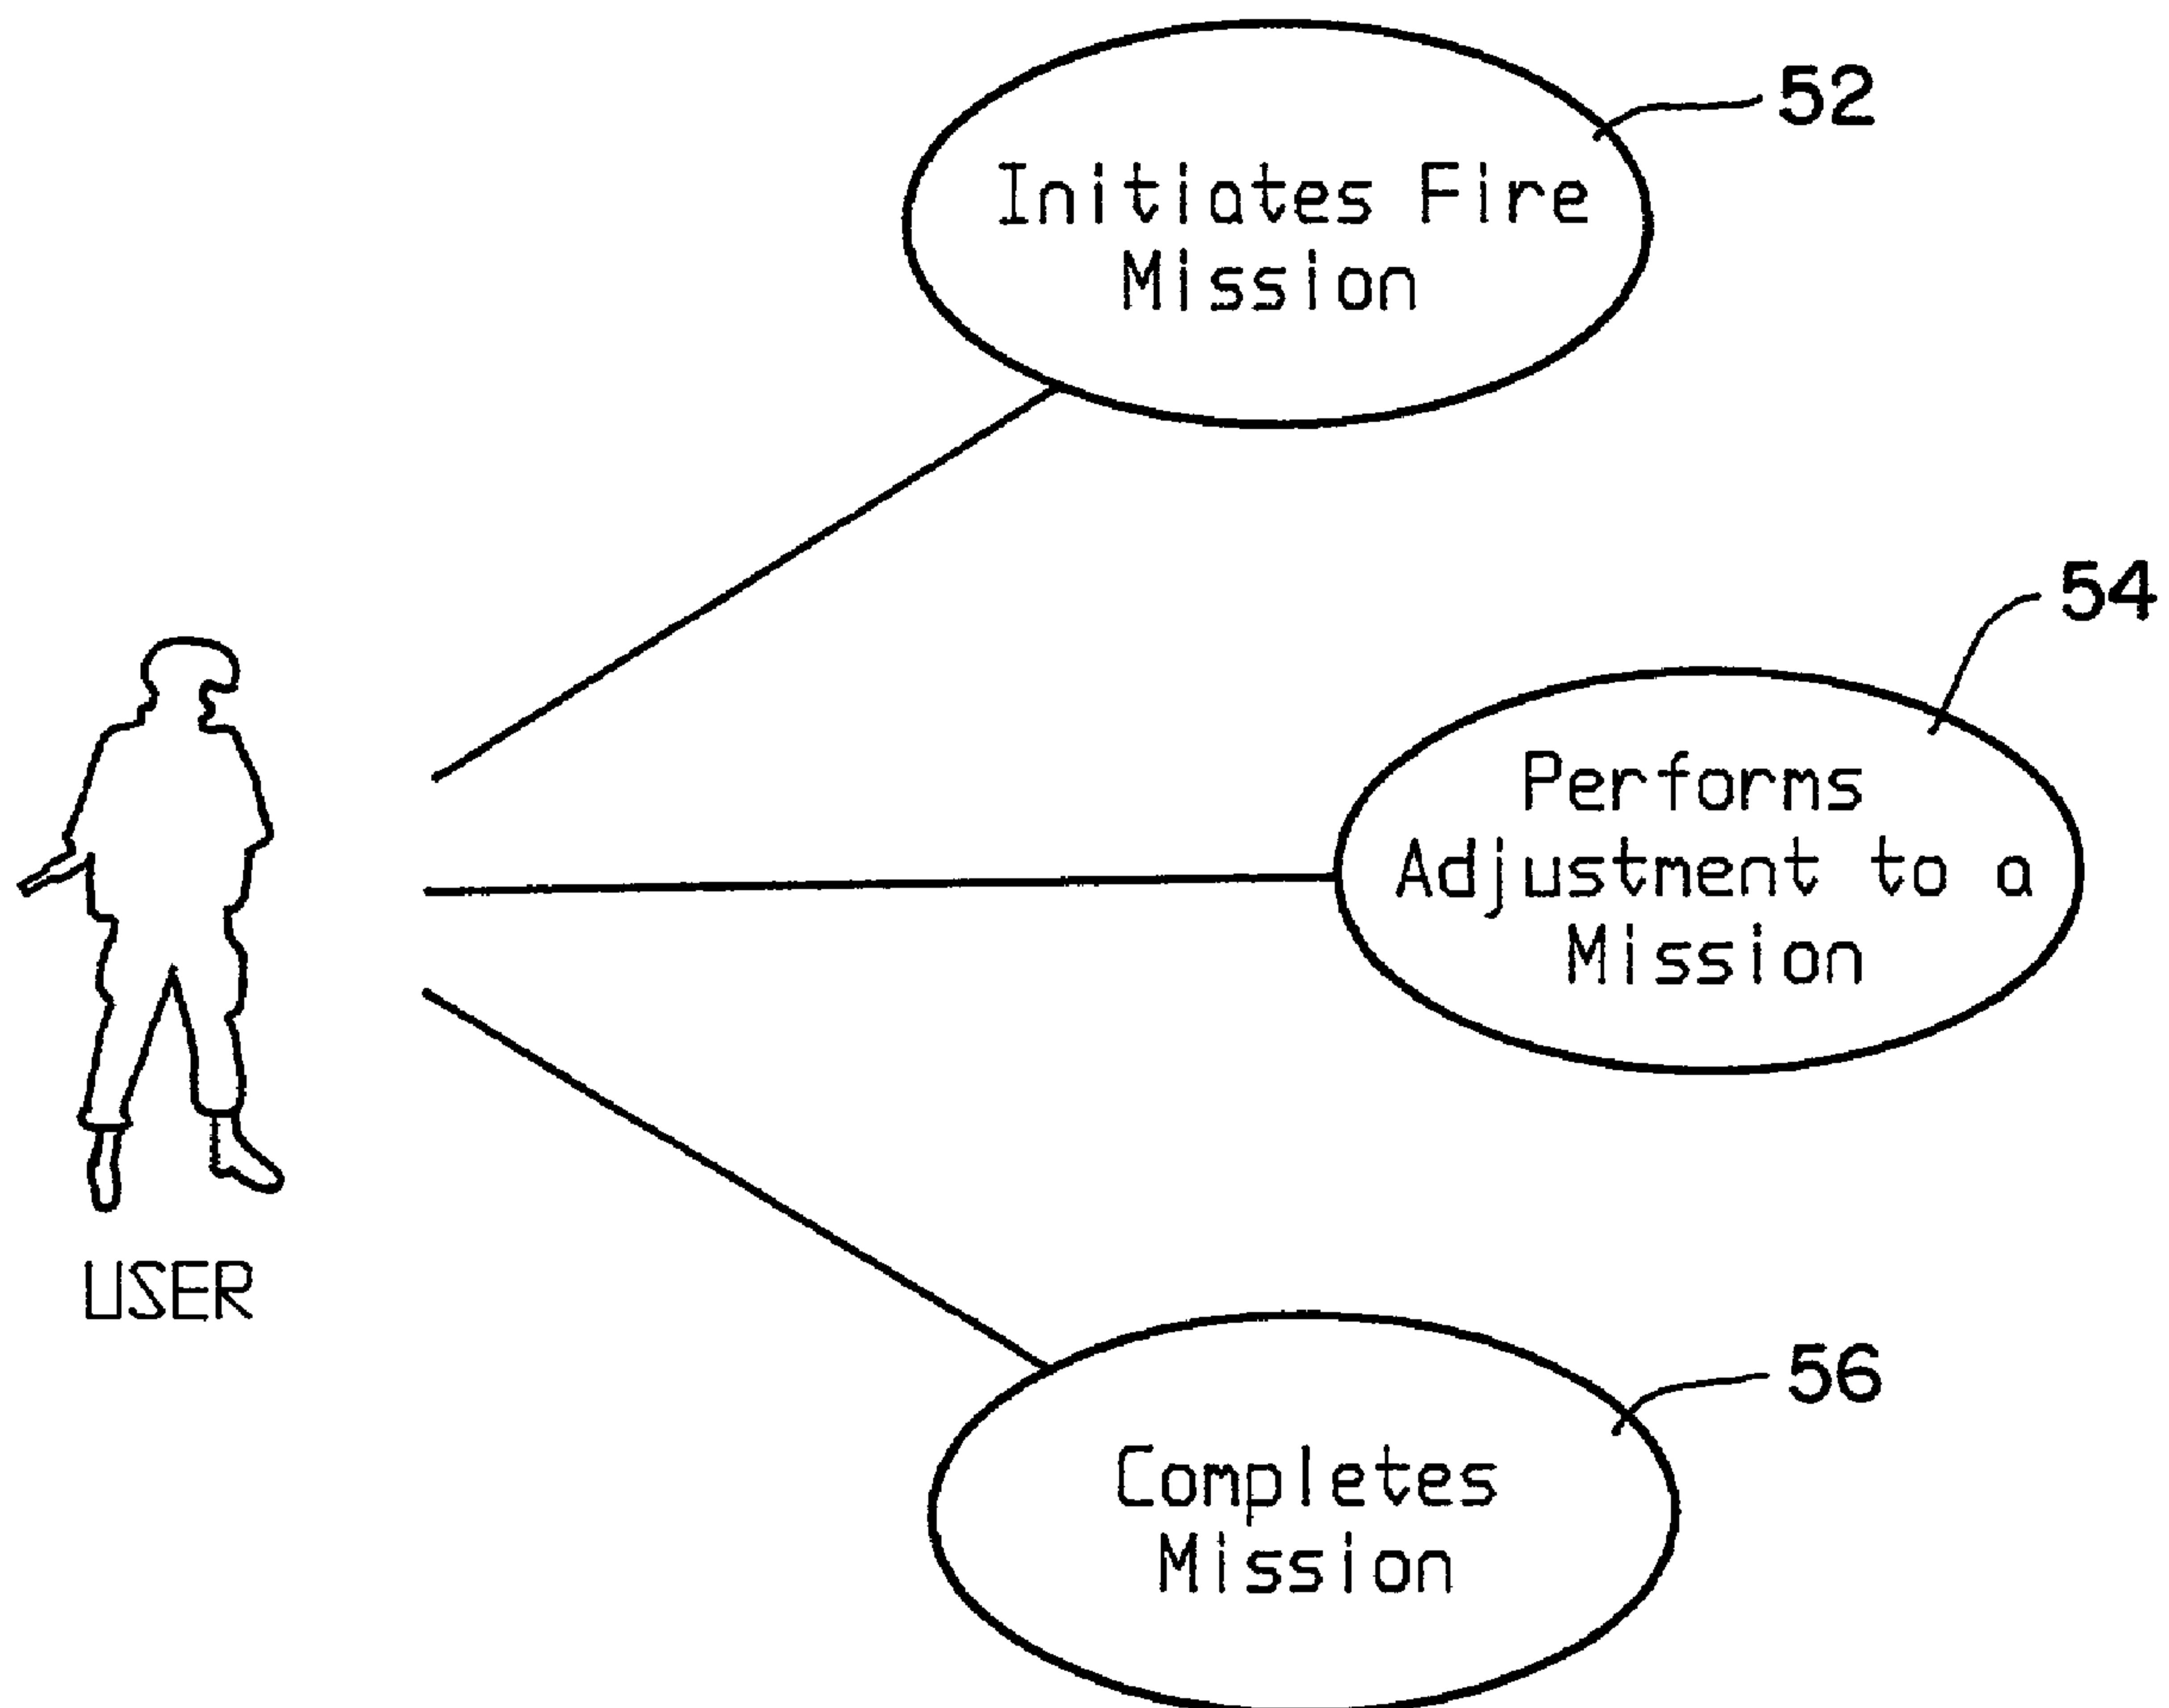 52
Initiates Fire
Mission
54
Performs
Adjustment to a
Mission
USER
56
Completes
Mission